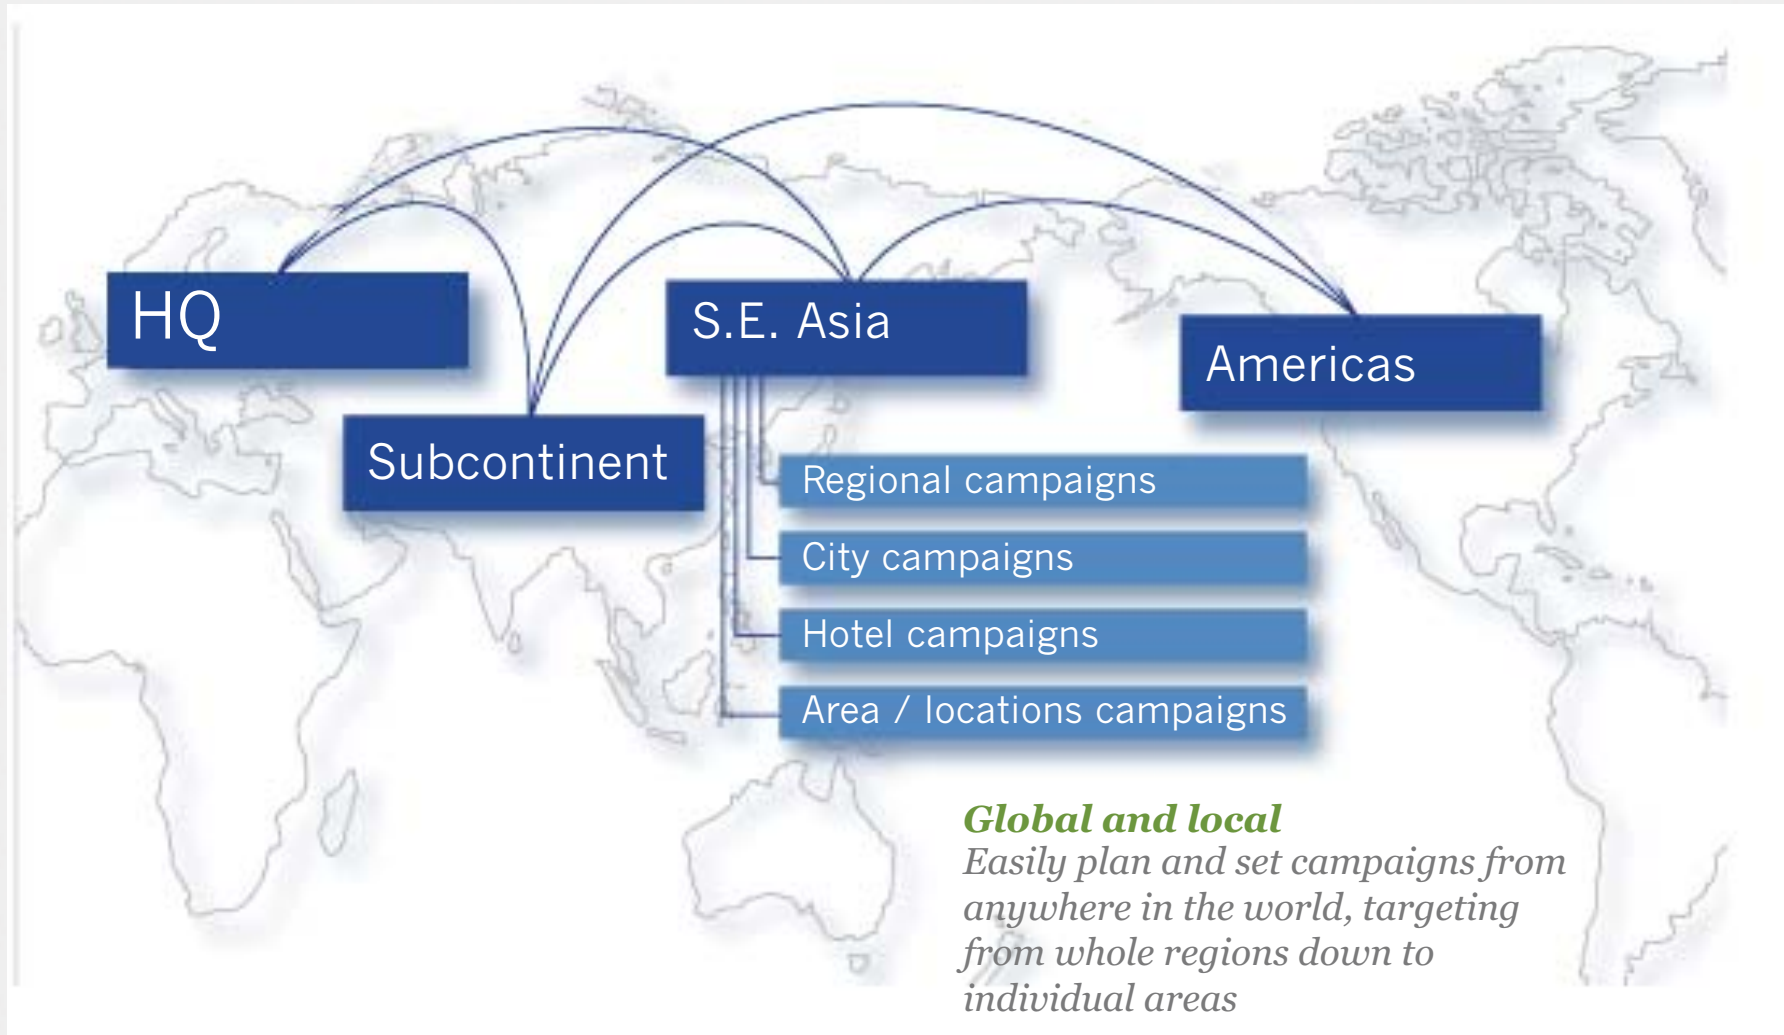 HQ
S.E. Asia
Americas
Subcontinent
Regional campaigns
City campaigns
Hotel campaigns
Area / locations campaigns
Global and local
Easily plan and set campaigns from
anywhere in the world, targeting
from whole regions down to
individual areas